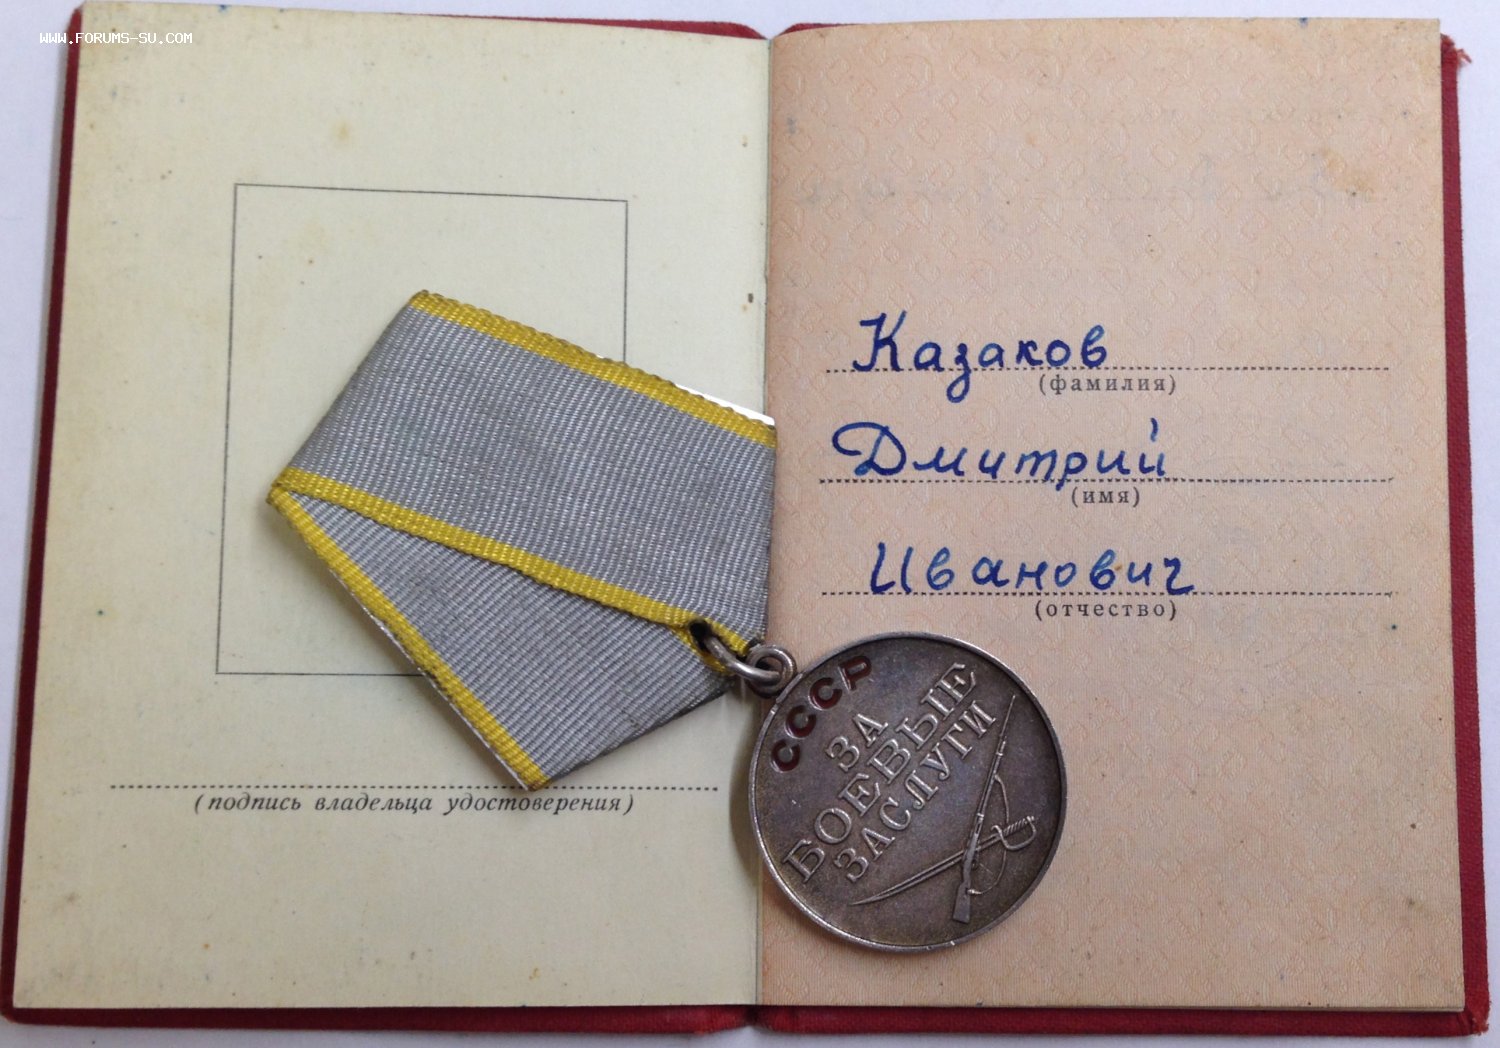 WWW.FORUMS-SU.COM
(подпись владельца удостоверения)
Казаков
(фамилия)
Дмитрий
(имя)
Иванович
(отчество)
СССР
ЗА
БОЕВЫЕ
ЗАСЛУГИ